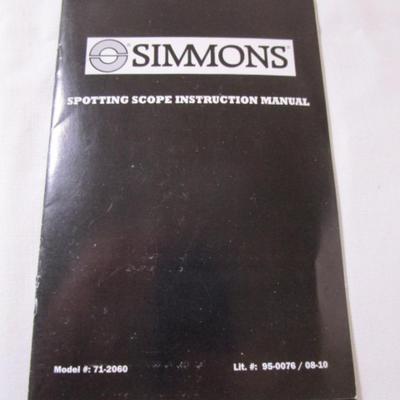 SIMMONS®
SPOTTING SCOPE INSTRUCTION MANUAL
Model #: 71-2060 Lit. #: 95-0076 / 08-10